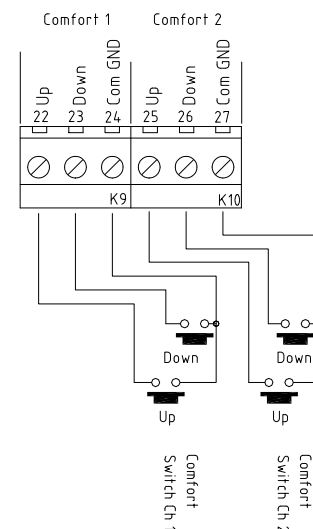 Comfort 1 Comfort 2
Up Down Com GND Up Down Com GND
22 23 24 25 26 27
K9 K10
Down Down
Up Up
Comfort
Switch Ch 1
Comfort
Switch Ch 2